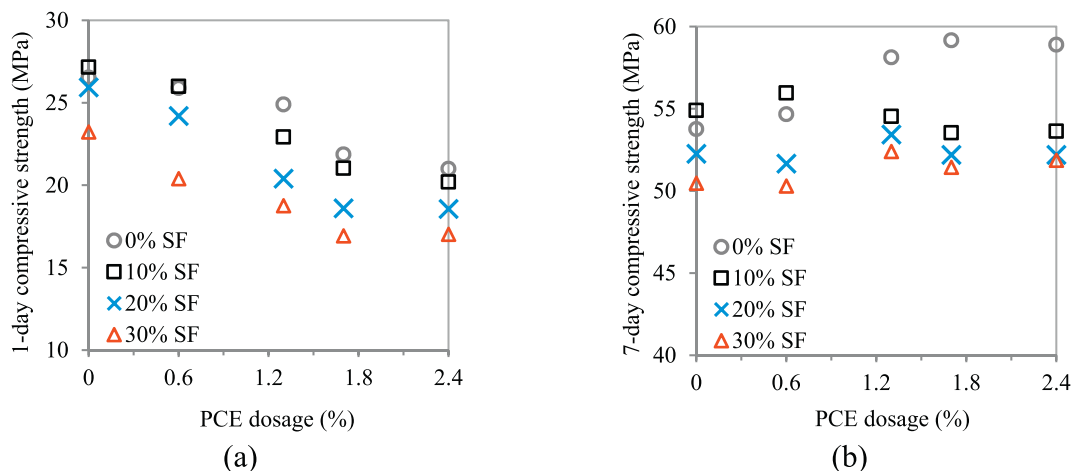 1-day compressive strength (MPa)
30
25
20
15
10
0% SF
10% SF
20% SF
30% SF
0 0.6 1.2 1.8 2.4
PCE dosage (%)
(a)
7-day compressive strength (MPa)
60
55
50
45
40
0% SF
10% SF
20% SF
30% SF
0 0.6 1.2 1.8 2.4
PCE dosage (%)
(b)